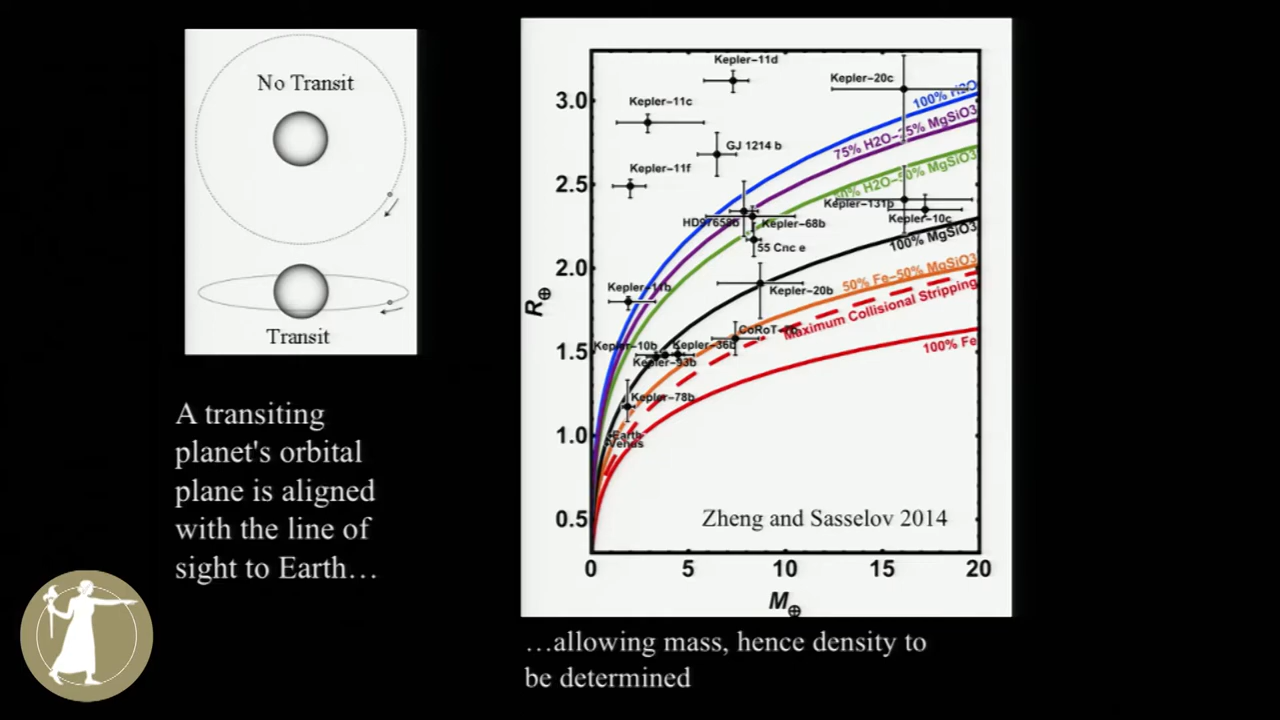 No Transit
Transit
A transiting
planet's orbital
plane is aligned
with the line of
sight to Earth…
Kepler-11d
Kepler-20c
Kepler-11c
GJ 1214 b
Kepler-11f
Kepler-131b
Kepler-10c
HD97658b
Kepler-68b
55 Cnc e
Kepler-11b
Kepler-20b
CoRoT-7b
Kepler-10b
Kepler-36b
Kepler-93b
Kepler-78b
Earth
Venus
100% H2O
75% H2O-25% MgSiO3
50% H2O-50% MgSiO3
100% MgSiO3
50% Fe-50% MgSiO3
Maximum Collisional Stripping
100% Fe
3.0
2.5
2.0
1.5
1.0
0.5
R⊕
Zheng and Sasselov 2014
0 5 10 15 20
M⊕
…allowing mass, hence density to
be determined